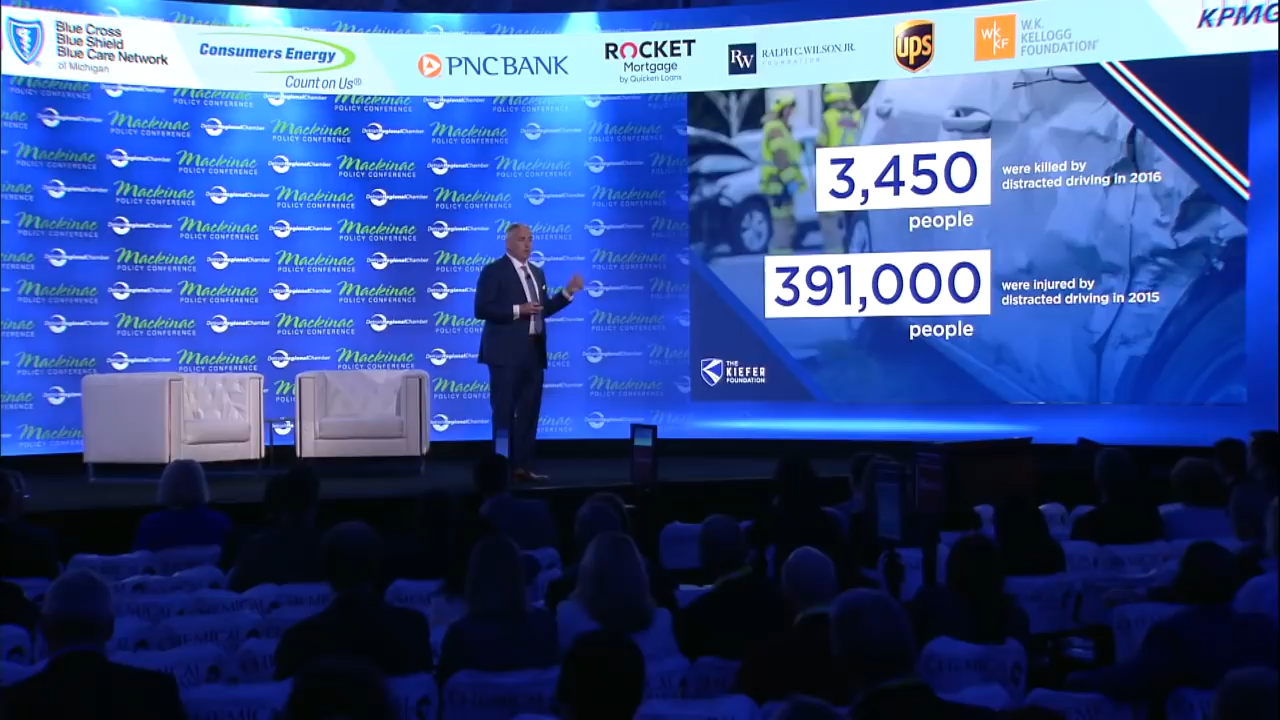 Blue Cross
Blue Shield
Blue Care Network
of Michigan
Consumers Energy
Count on Us®
PNC BANK
ROCKET
Mortgage
by Quicken Loans
RW
RALPH C. WILSON, JR.
Foundation
ups
WK
KF
W.K.
KELLOGG
FOUNDATION®
KPMG
3,450
people
were killed by
distracted driving in 2016
391,000
people
were injured by
distracted driving in 2015
THE
KIEFER
FOUNDATION
Mackinac
POLICY CONFERENCE
DetroitRegionalChamber
CHEMICAL